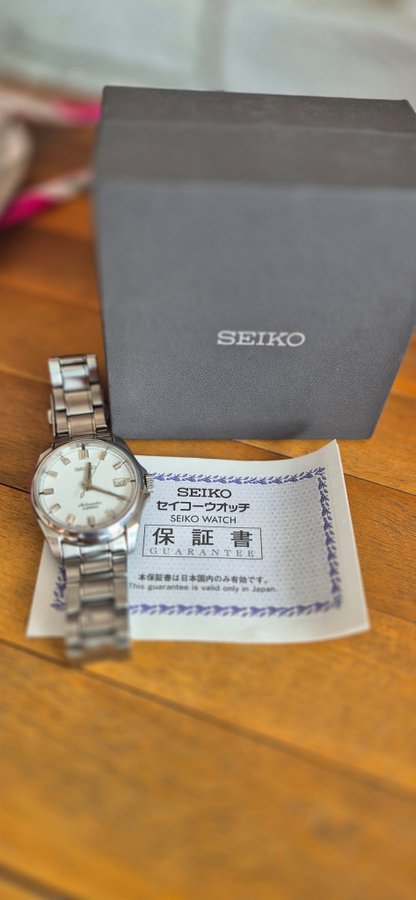 SEIKO
SEIKO
セイコーウオッチ
SEIKO WATCH
保証書
GUARANTEE
本保証書は日本国内のみ有効です。
This guarantee is valid only in Japan.
SEIKO